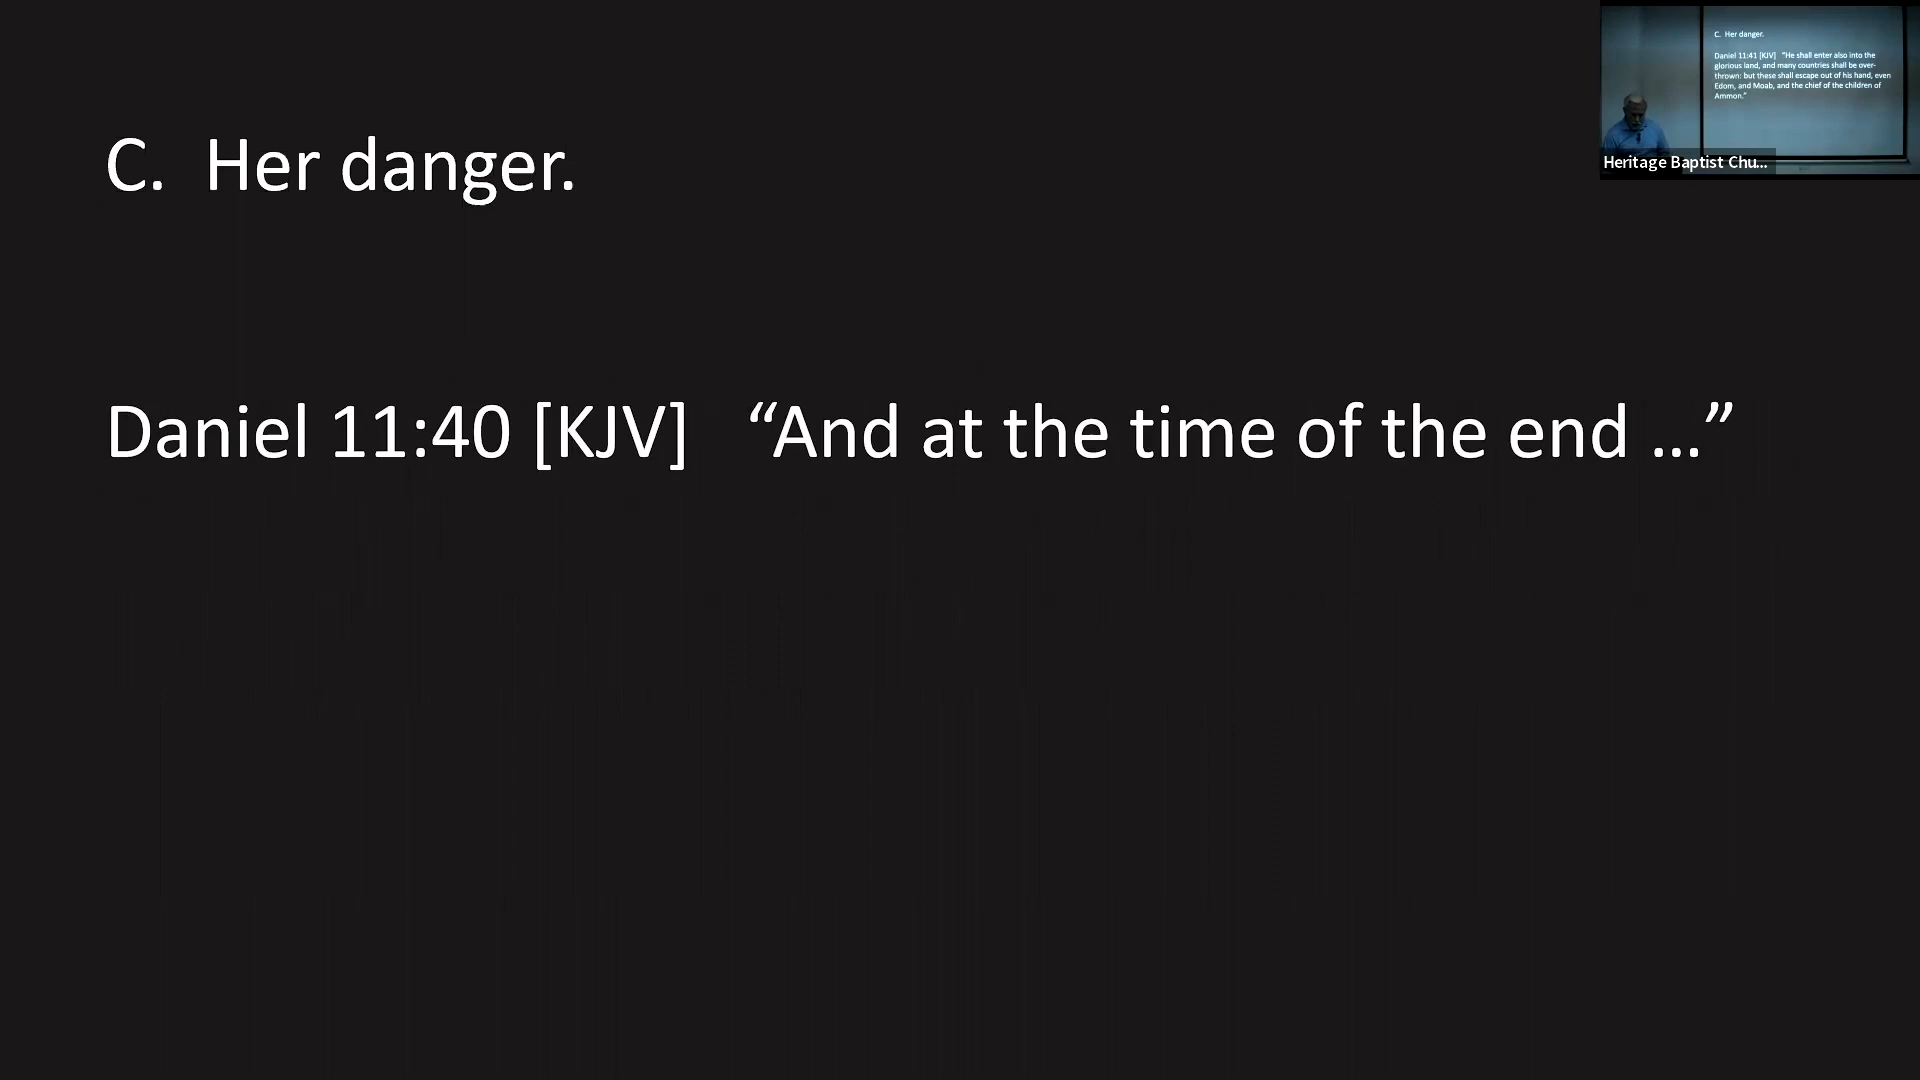 C. Her danger.
Daniel 11:40 [KJV] “And at the time of the end ...”
C. Her danger.
Daniel 11:41 [KJV] “He shall enter also into the
glorious land, and many countries shall be over-
thrown: but these shall escape out of his hand, even
Edom, and Moab, and the chief of the children of
Ammon.”
Heritage Baptist Chu...